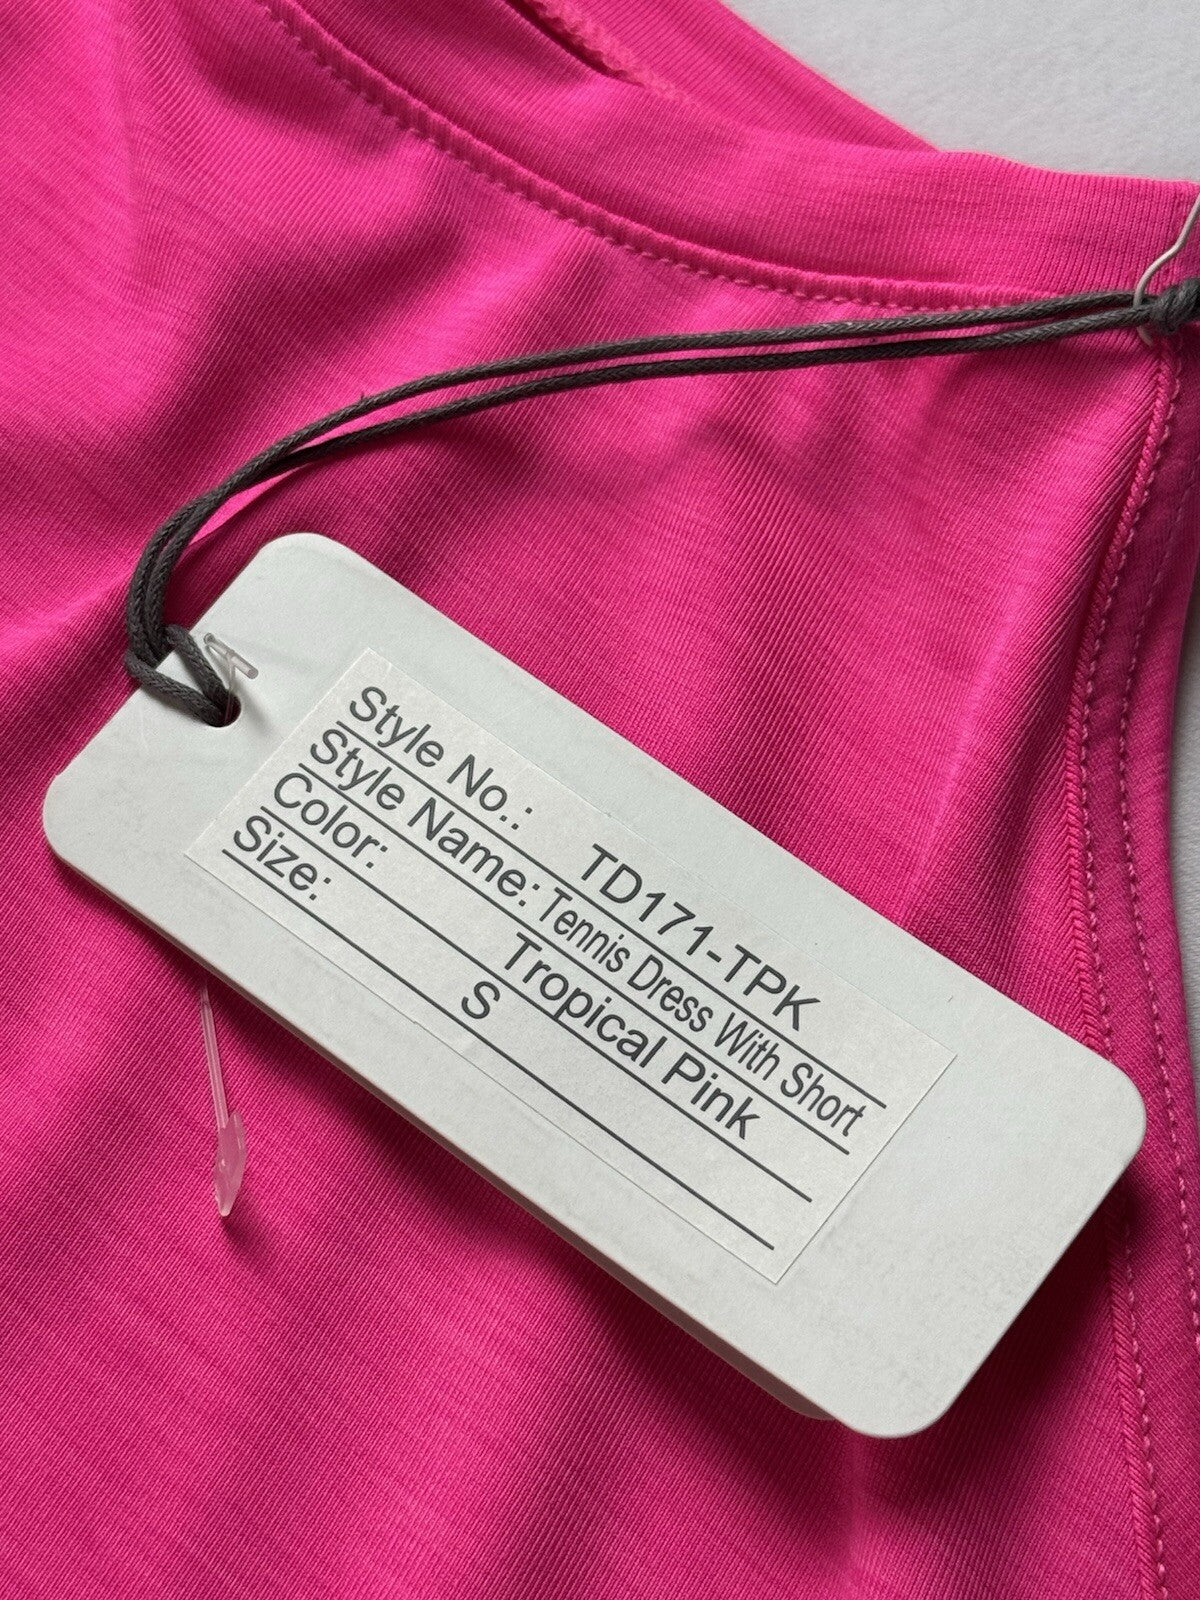 Style No.: TD171-TPK
Style Name: Tennis Dress With Short
Color: Tropical Pink
Size: S